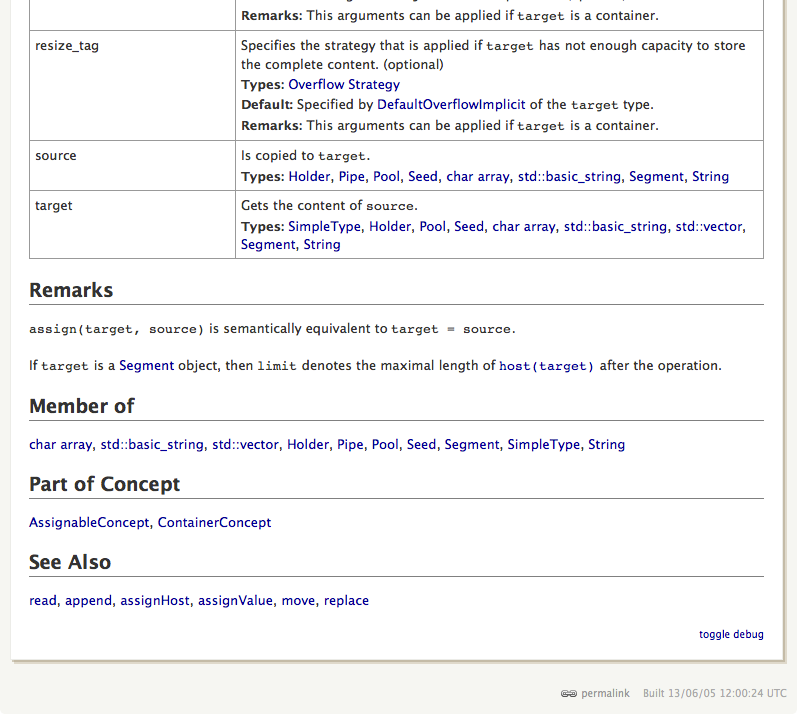 Remarks: This arguments can be applied if target is a container.
resize_tag
Specifies the strategy that is applied if target has not enough capacity to store
the complete content. (optional)
Types: Overflow Strategy
Default: Specified by DefaultOverflowImplicit of the target type.
Remarks: This arguments can be applied if target is a container.
source
Is copied to target.
Types: Holder, Pipe, Pool, Seed, char array, std::basic_string, Segment, String
target
Gets the content of source.
Types: SimpleType, Holder, Pool, Seed, char array, std::basic_string, std::vector,
Segment, String
Remarks
assign(target, source) is semantically equivalent to target = source.
If target is a Segment object, then limit denotes the maximal length of host(target) after the operation.
Member of
char array, std::basic_string, std::vector, Holder, Pipe, Pool, Seed, Segment, SimpleType, String
Part of Concept
AssignableConcept, ContainerConcept
See Also
read, append, assignHost, assignValue, move, replace
toggle debug
permalink Built 13/06/05 12:00:24 UTC